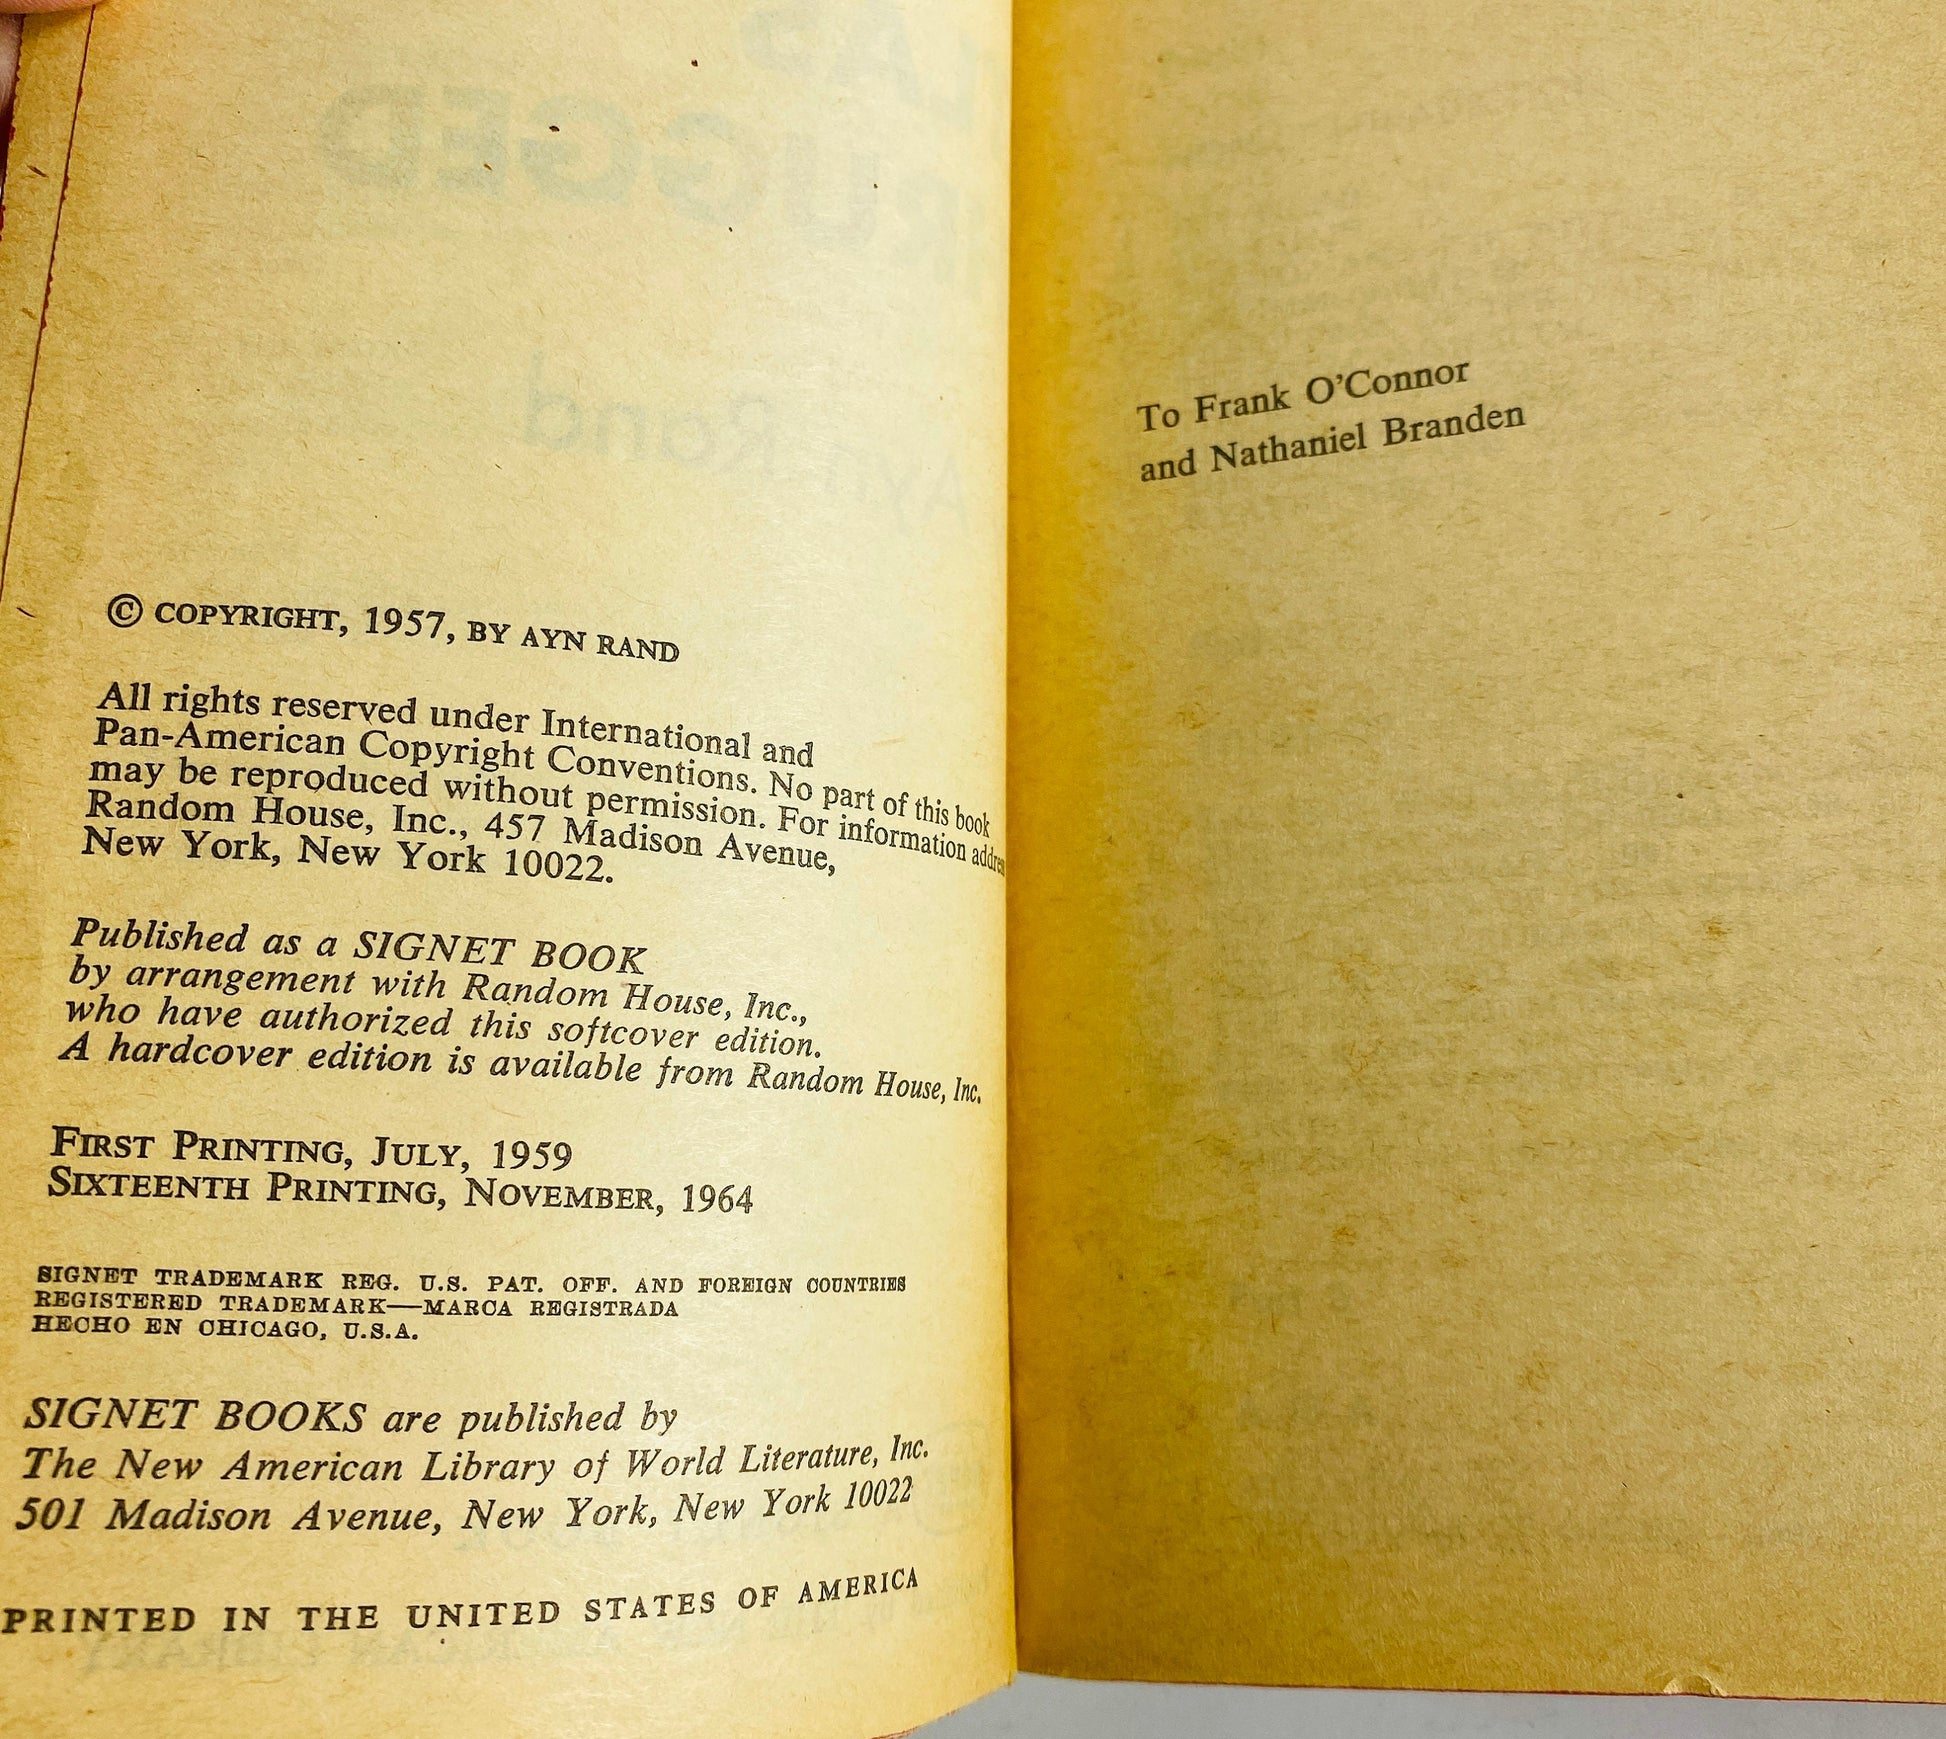 © COPYRIGHT, 1957, BY AYN RAND
All rights reserved under International and
Pan-American Copyright Conventions. No part of this book
may be reproduced without permission. For information
Random House, Inc., 457 Madison Avenue,
New York, New York 10022.
Published as a SIGNET BOOK
by arrangement with Random House, Inc.,
who have authorized this softcover edition.
A hardcover edition is available from Random House, Inc.
FIRST PRINTING, JULY, 1959
SIXTEENTH PRINTING, NOVEMBER, 1964
SIGNET TRADEMARK REG. U.S. PAT. OFF. AND FOREIGN COUNTRIES
REGISTERED TRADEMARK—MARCA REGISTRADA
HECHO EN CHICAGO, U.S.A.
SIGNET BOOKS are published by
The New American Library of World Literature, Inc.
501 Madison Avenue, New York, New York 10022
PRINTED IN THE UNITED STATES OF AMERICA
To Frank O'Connor
and Nathaniel Branden